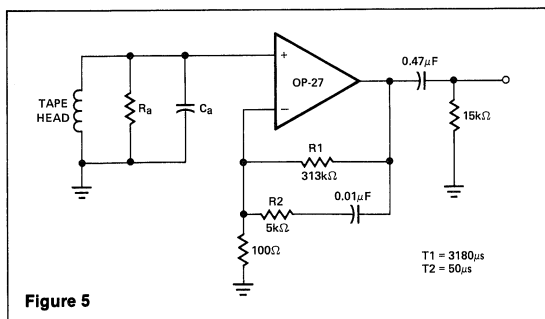 0.47µF
+
OP-27
−
TAPE
HEAD
Ra
Ca
15kΩ
R1
313kΩ
0.01µF
R2
5kΩ
100Ω
T1 = 3180µs
T2 = 50µs
Figure 5